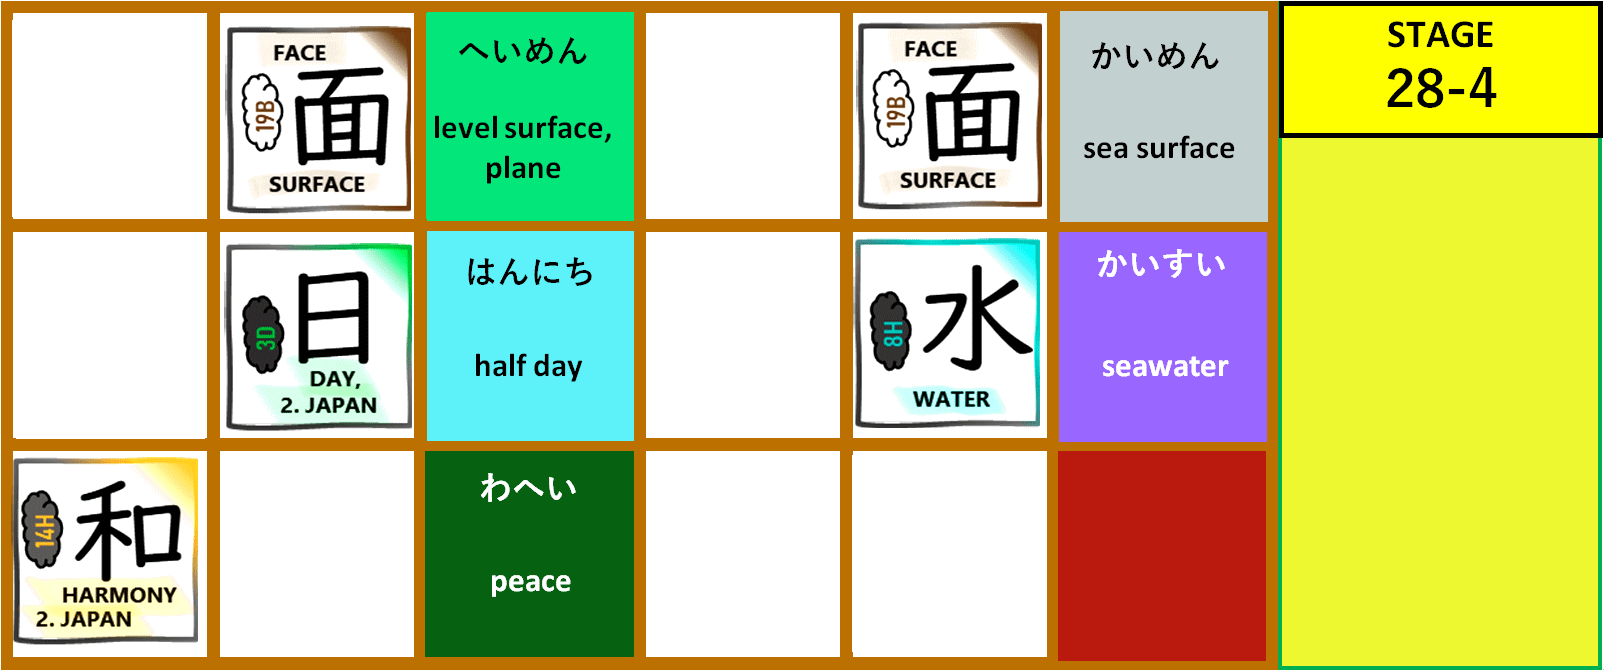 FACE
19B
面
SURFACE
へいめん
level surface,
plane
FACE
19B
面
SURFACE
かいめん
sea surface
STAGE
28-4
3D
日
DAY,
2. JAPAN
はんにち
half day
8H
水
WATER
かいすい
seawater
14H
和
HARMONY
2. JAPAN
わへい
peace